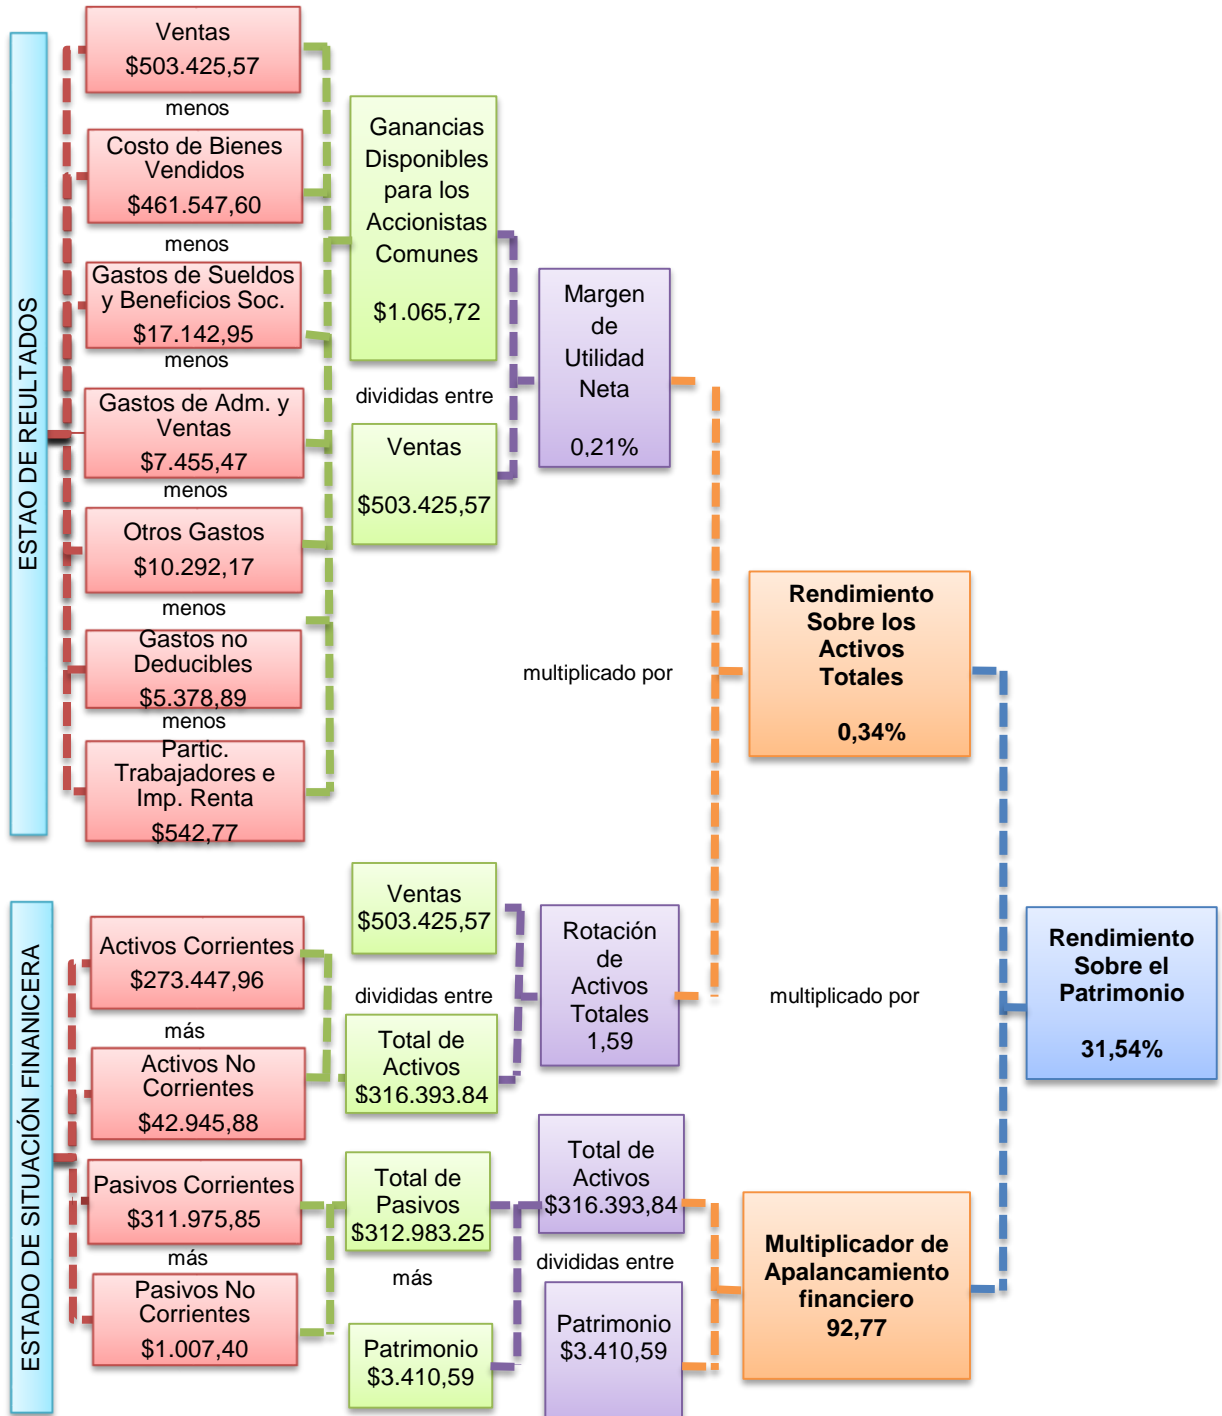 ESTAO DE REULTADOS
Ventas
$503.425,57
menos
Costo de Bienes
Vendidos
$461.547,60
menos
Gastos de Sueldos
y Beneficios Soc.
$17.142,95
menos
Gastos de Adm. y
Ventas
$7.455,47
menos
Otros Gastos
$10.292,17
menos
Gastos no
Deducibles
$5.378,89
menos
Partic.
Trabajadores e
Imp. Renta
$542,77
Ganancias
Disponibles
para los
Accionistas
Comunes
$1.065,72
divididas entre
Ventas
$503.425,57
Margen
de
Utilidad
Neta
0,21%
multiplicado por
Rendimiento
Sobre los
Activos
Totales
0,34%
ESTADO DE SITUACIÓN FINANICERA
Activos Corrientes
$273.447,96
más
Activos No
Corrientes
$42.945,88
Pasivos Corrientes
$311.975,85
más
Pasivos No
Corrientes
$1.007,40
Ventas
$503.425,57
divididas entre
Total de
Activos
$316.393.84
Total de
Pasivos
$312.983.25
más
Patrimonio
$3.410,59
Rotación
de
Activos
Totales
1,59
Total de
Activos
$316.393,84
divididas entre
Patrimonio
$3.410,59
multiplicado por
Multiplicador de
Apalancamiento
financiero
92,77
Rendimiento
Sobre el
Patrimonio
31,54%